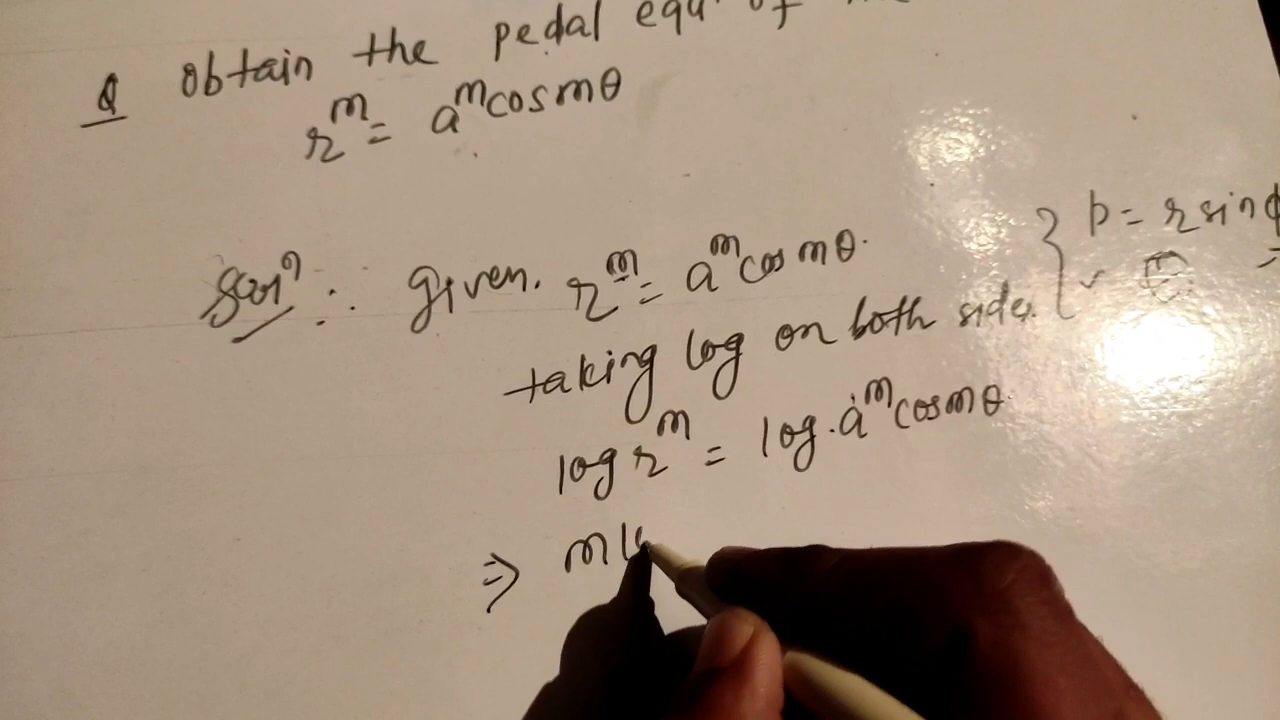 Q Obtain the pedal equ. of
r^m = a^m cos mθ
Sol^n :. given. r^m = a^m cos mθ. { p = r sin φ
taking log on both side.
log r^m = log. a^m cos mθ
⇒ m l